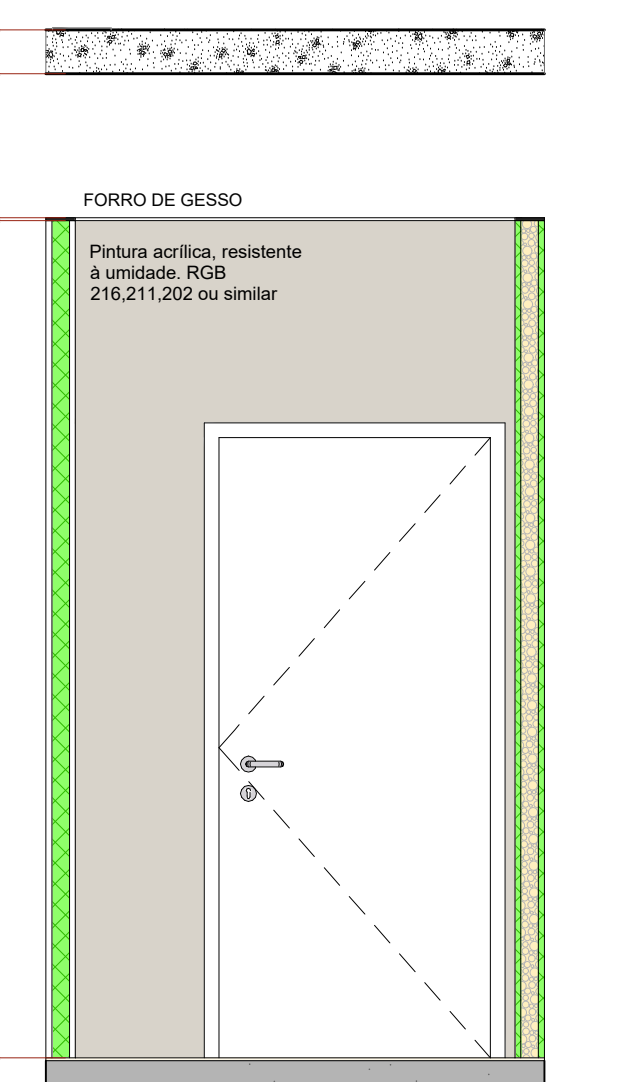 FORRO DE GESSO
Pintura acrílica, resistente
à umidade. RGB
216,211,202 ou similar